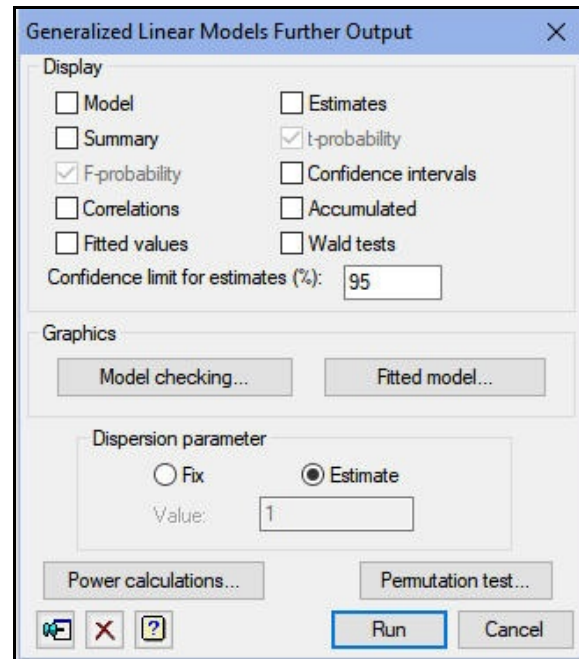 Generalized Linear Models Further Output
Display
Model Estimates
Summary t-probability
F-probability Confidence intervals
Correlations Accumulated
Fitted values Wald tests
Confidence limit for estimates (%): 95
Graphics
Model checking... Fitted model...
Dispersion parameter
Fix Estimate
Value: 1
Power calculations... Permutation test...
? Run Cancel